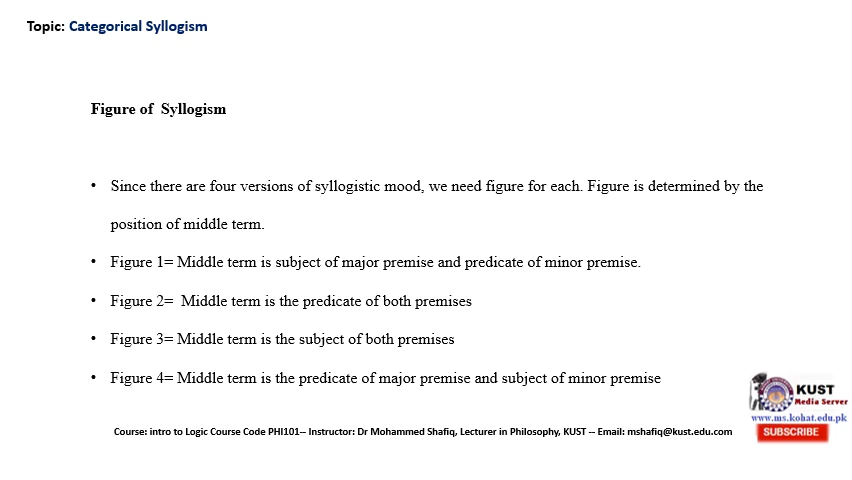 Topic: Categorical Syllogism
Figure of Syllogism
• Since there are four versions of syllogistic mood, we need figure for each. Figure is determined by the
position of middle term.
• Figure 1= Middle term is subject of major premise and predicate of minor premise.
• Figure 2= Middle term is the predicate of both premises
• Figure 3= Middle term is the subject of both premises
• Figure 4= Middle term is the predicate of major premise and subject of minor premise
KUST
Media Server
www.ms.kohat.edu.pk
SUBSCRIBE
Course: intro to Logic Course Code PHI101-- Instructor: Dr Mohammed Shafiq, Lecturer in Philosophy, KUST -- Email: mshafiq@kust.edu.com